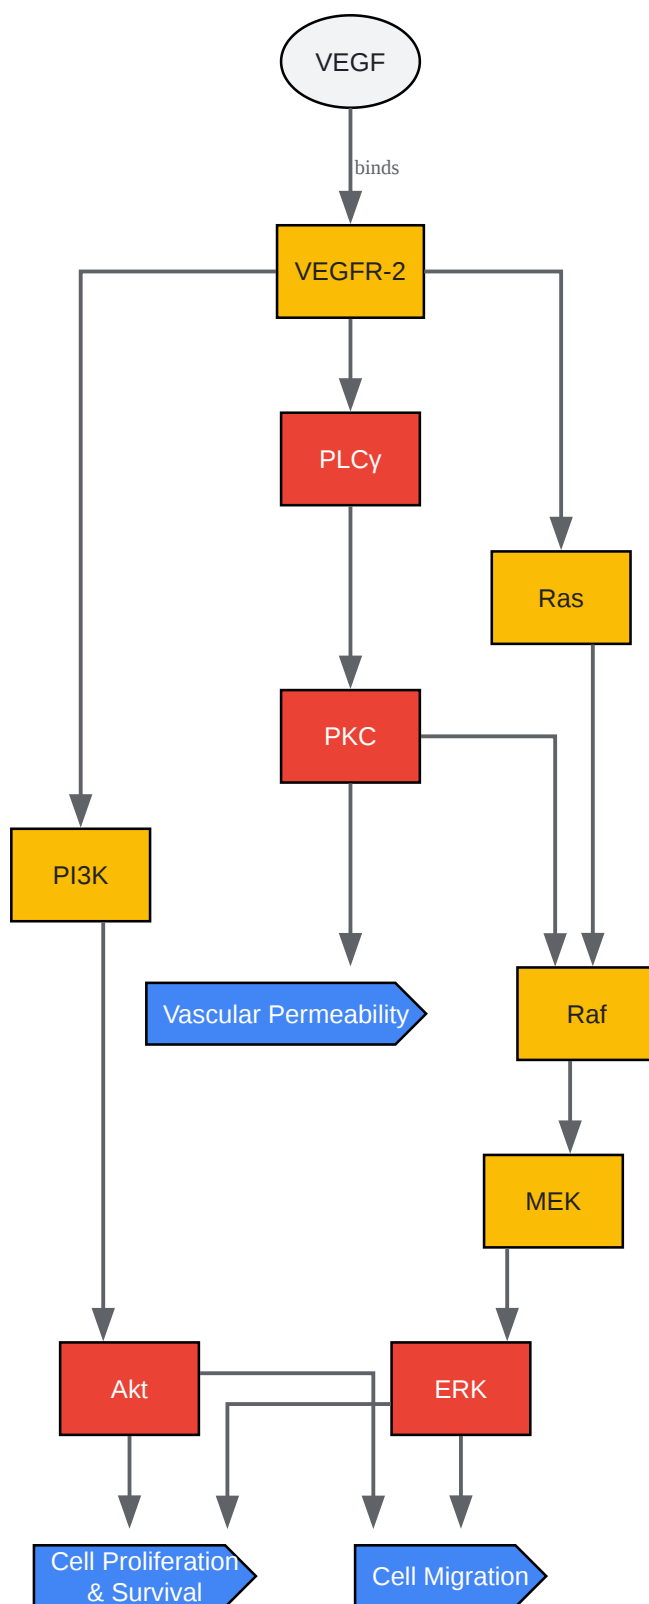 VEGF
binds
VEGFR-2
PLCγ
Ras
PKC
PI3K
Vascular Permeability
Raf
MEK
Akt
ERK
Cell Proliferation
& Survival
Cell Migration